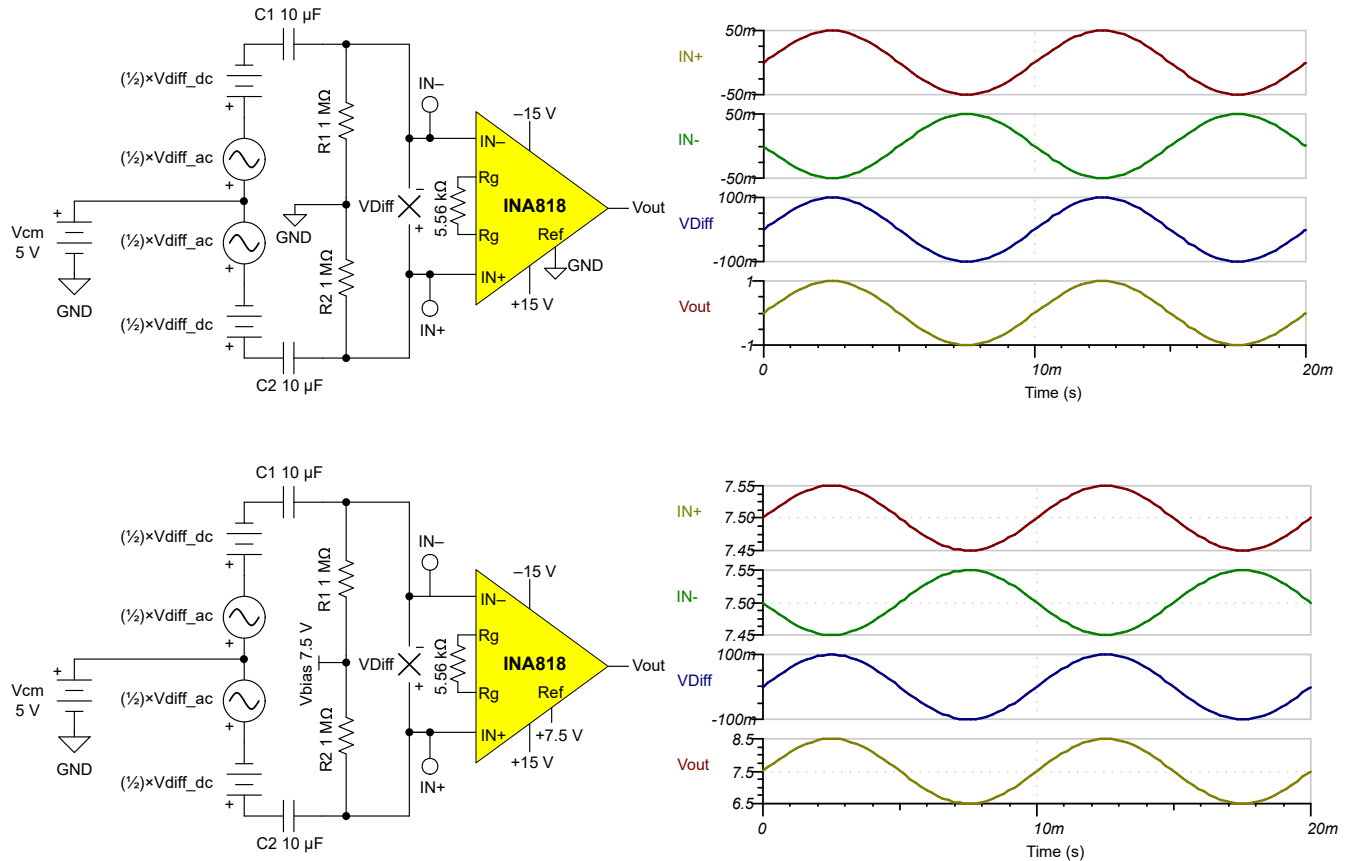 C1 10 µF
(½)×Vdiff_dc
+
(½)×Vdiff_ac
+
+
Vcm
5 V
GND
(½)×Vdiff_ac
+
(½)×Vdiff_dc
+
C2 10 µF
R1 1 MΩ
GND
R2 1 MΩ
IN–
VDiff
–
+
IN+
–15 V
IN–
Rg
5.56 kΩ
INA818
Rg
Ref
IN+
GND
+15 V
Vout
IN+
50m
-50m
IN-
50m
-50m
VDiff
100m
-100m
Vout
1
-1
0
10m
20m
Time (s)
C1 10 µF
(½)×Vdiff_dc
+
(½)×Vdiff_ac
+
+
Vcm
5 V
GND
(½)×Vdiff_ac
+
(½)×Vdiff_dc
+
C2 10 µF
R1 1 MΩ
Vbias 7.5 V
R2 1 MΩ
IN–
VDiff
–
+
IN+
–15 V
IN–
Rg
5.56 kΩ
INA818
Rg
Ref
IN+
+7.5 V
+15 V
Vout
IN+
7.55
7.50
7.45
IN-
7.55
7.50
7.45
VDiff
100m
-100m
Vout
8.5
7.5
6.5
0
10m
20m
Time (s)